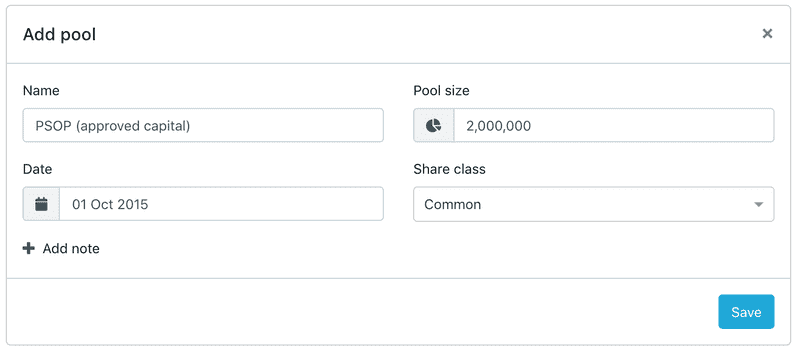 Add pool
×
Name
Pool size
PSOP (approved capital)
2,000,000
Date
Share class
01 Oct 2015
Common
+ Add note
Save